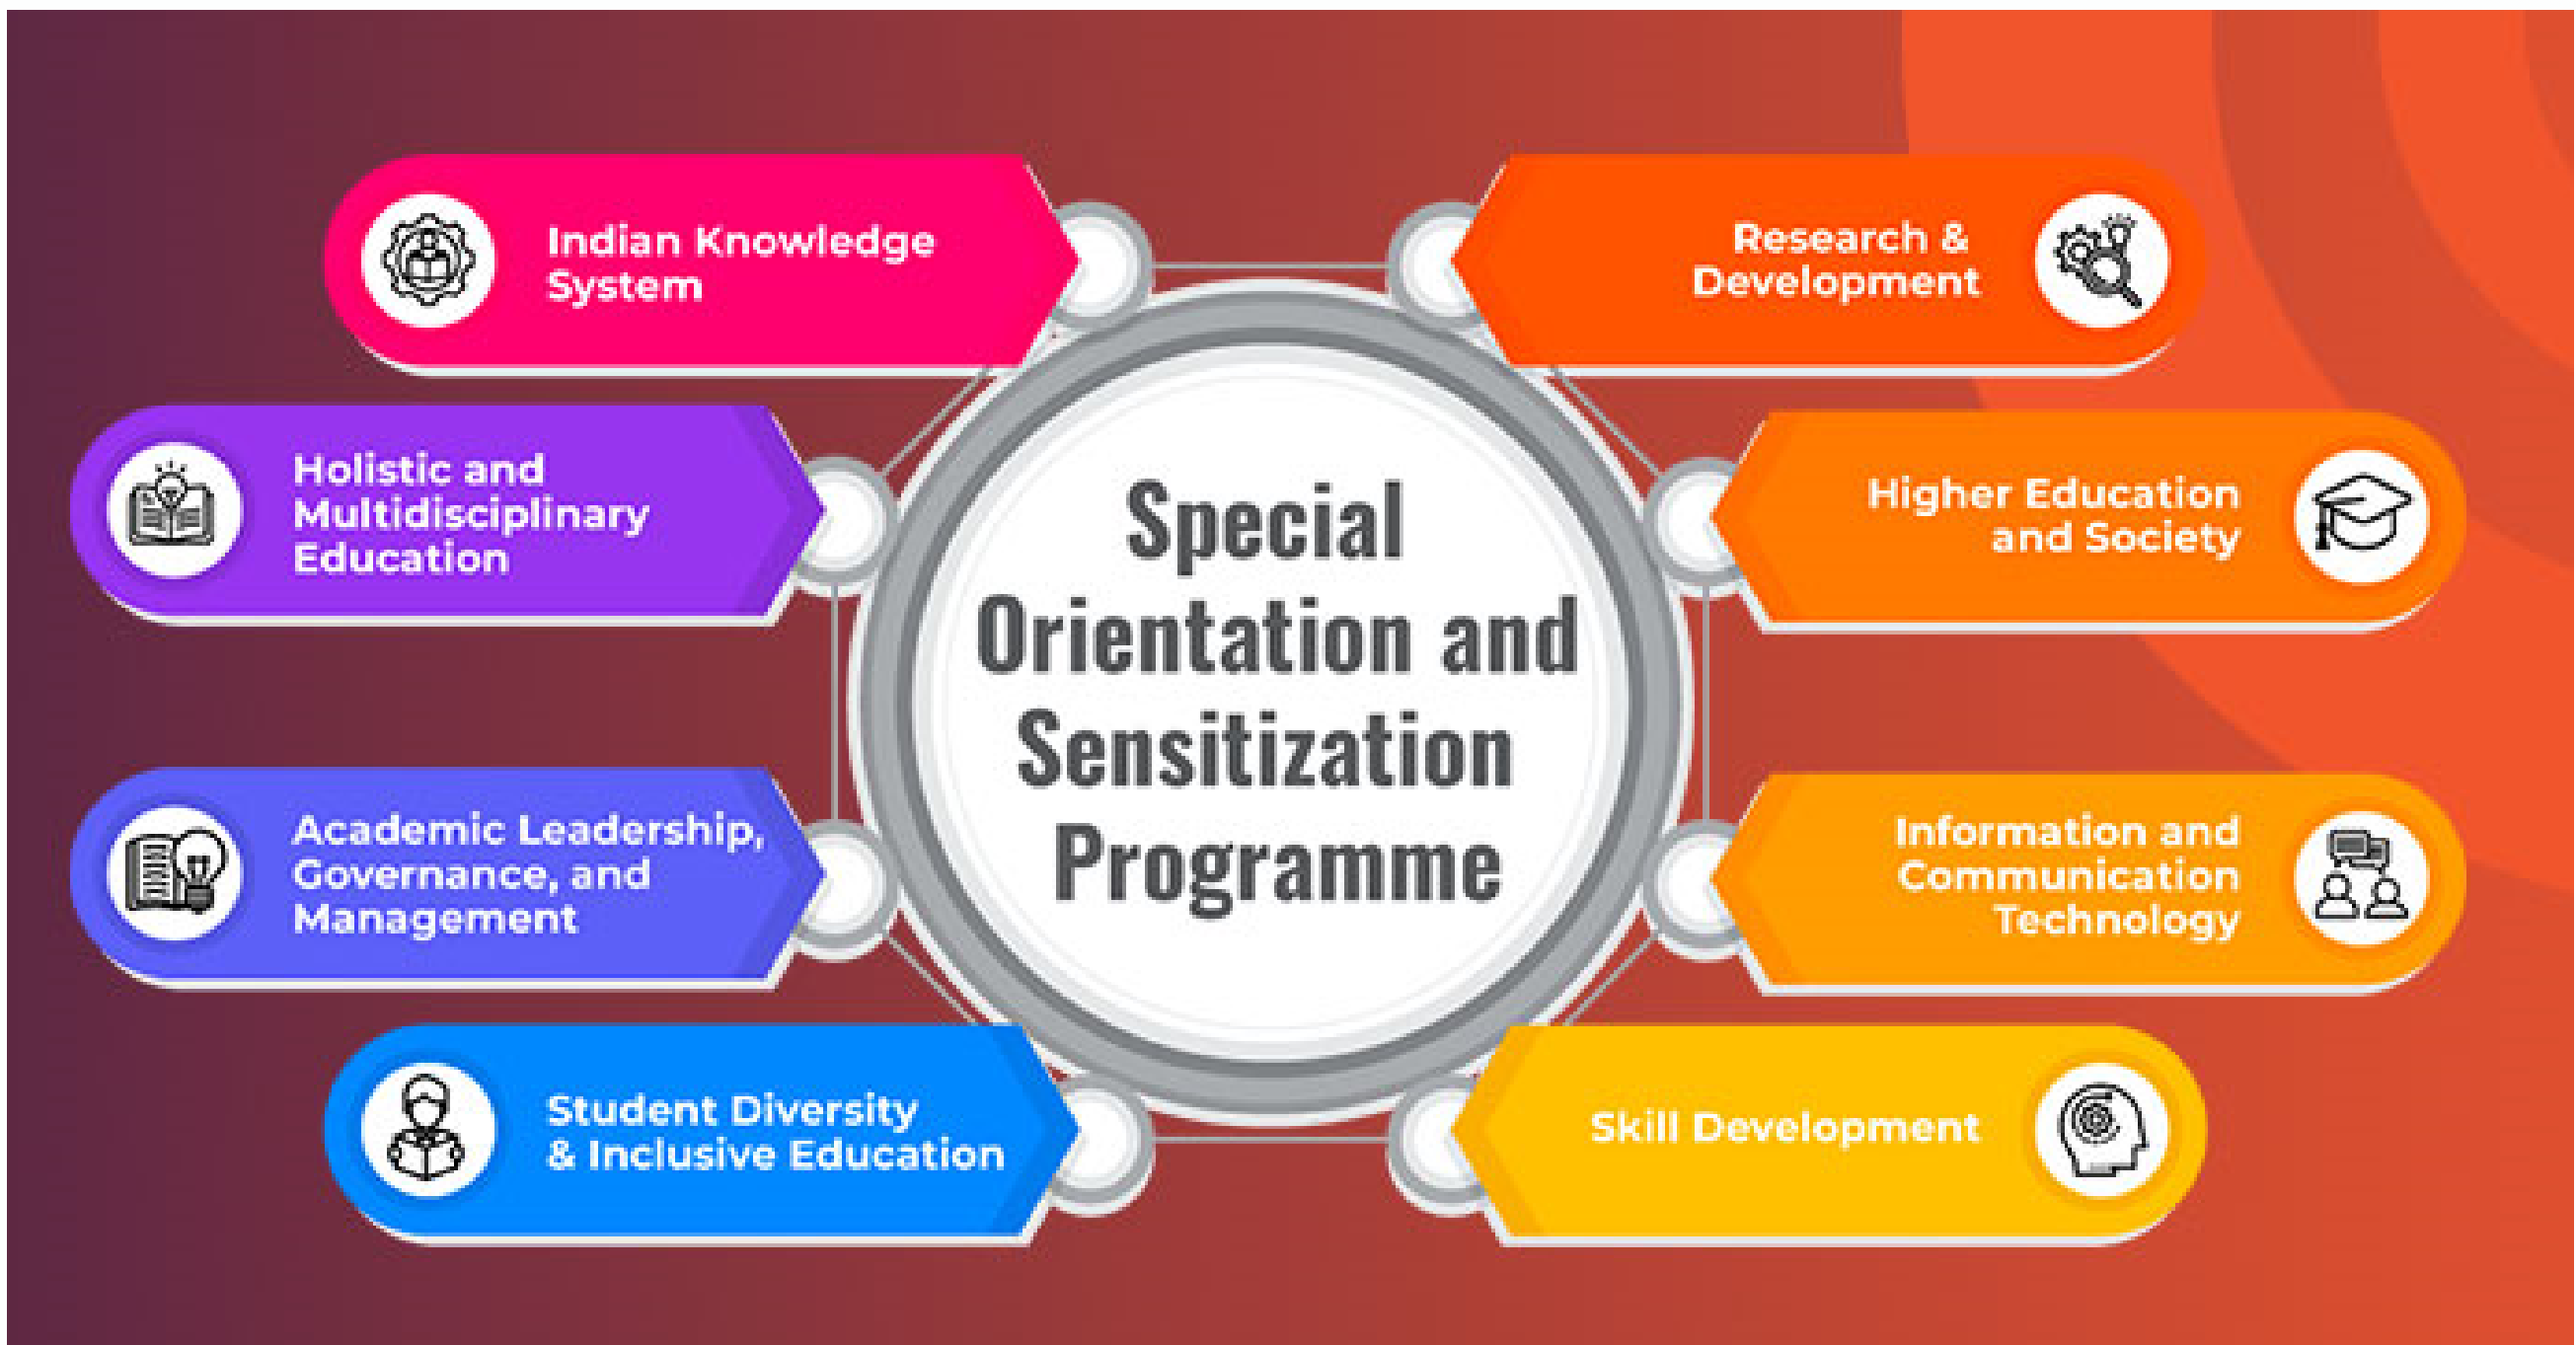 Indian Knowledge
System
Holistic and
Multidisciplinary
Education
Academic Leadership,
Governance, and
Management
Student Diversity
& Inclusive Education
Special
Orientation and
Sensitization
Programme
Research &
Development
Higher Education
and Society
Information and
Communication
Technology
Skill Development